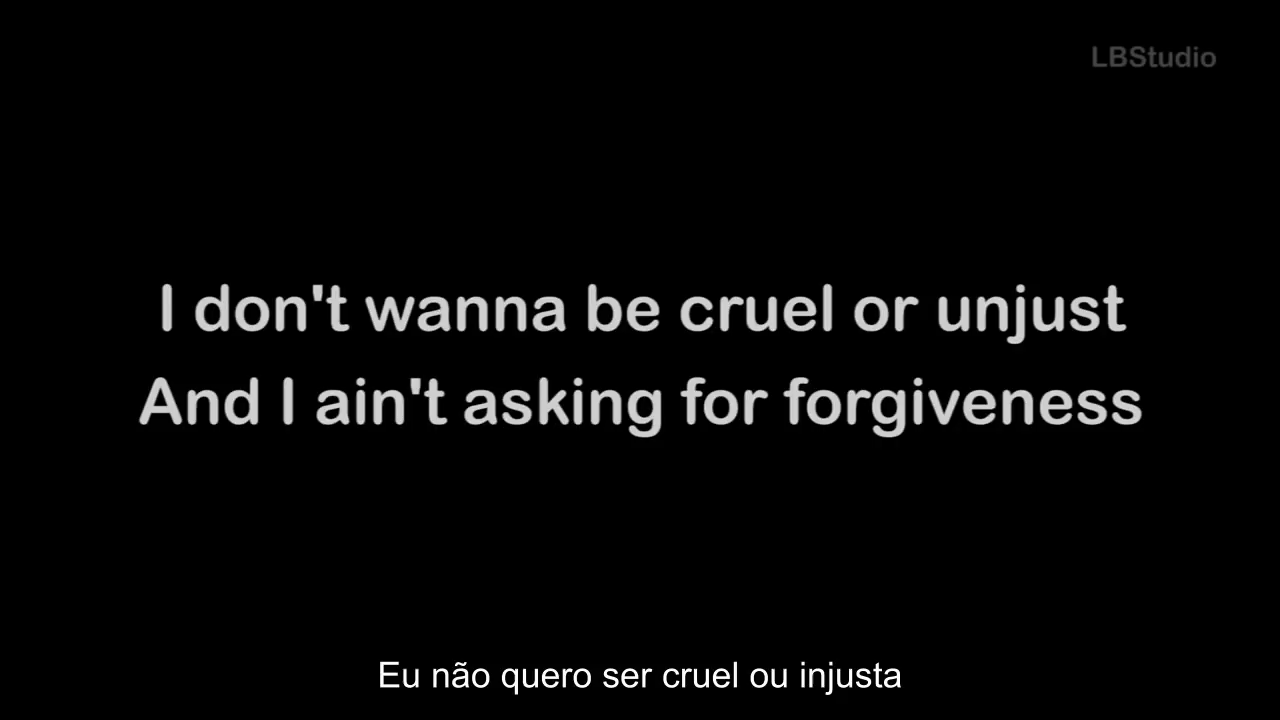 LBStudio
I don't wanna be cruel or unjust
And I ain't asking for forgiveness
Eu não quero ser cruel ou injusta